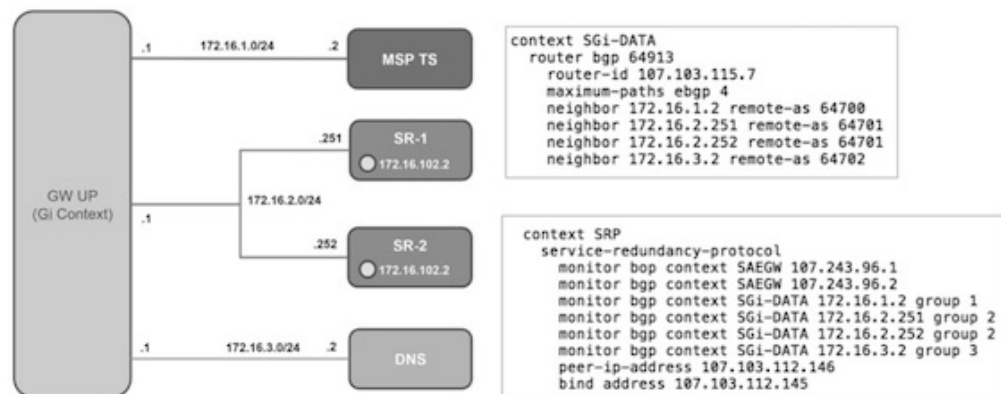 .1
172.16.1.0/24
.2
MSP TS
.251
SR-1
172.16.102.2
GW UP
(Gi Context)
.1
172.16.2.0/24
.252
SR-2
172.16.102.2
.1
172.16.3.0/24
.2
DNS
context SGi-DATA
router bgp 64913
router-id 107.103.115.7
maximum-paths ebgp 4
neighbor 172.16.1.2 remote-as 64700
neighbor 172.16.2.251 remote-as 64701
neighbor 172.16.2.252 remote-as 64701
neighbor 172.16.3.2 remote-as 64702
context SRP
service-redundancy-protocol
monitor bop context SAEGW 107.243.96.1
monitor bgp context SAEGW 107.243.96.2
monitor bgp context SGi-DATA 172.16.1.2 group 1
monitor bgp context SGi-DATA 172.16.2.251 group 2
monitor bgp context SGi-DATA 172.16.2.252 group 2
monitor bgp context SGi-DATA 172.16.3.2 group 3
peer-ip-address 107.103.112.146
bind address 107.103.112.145